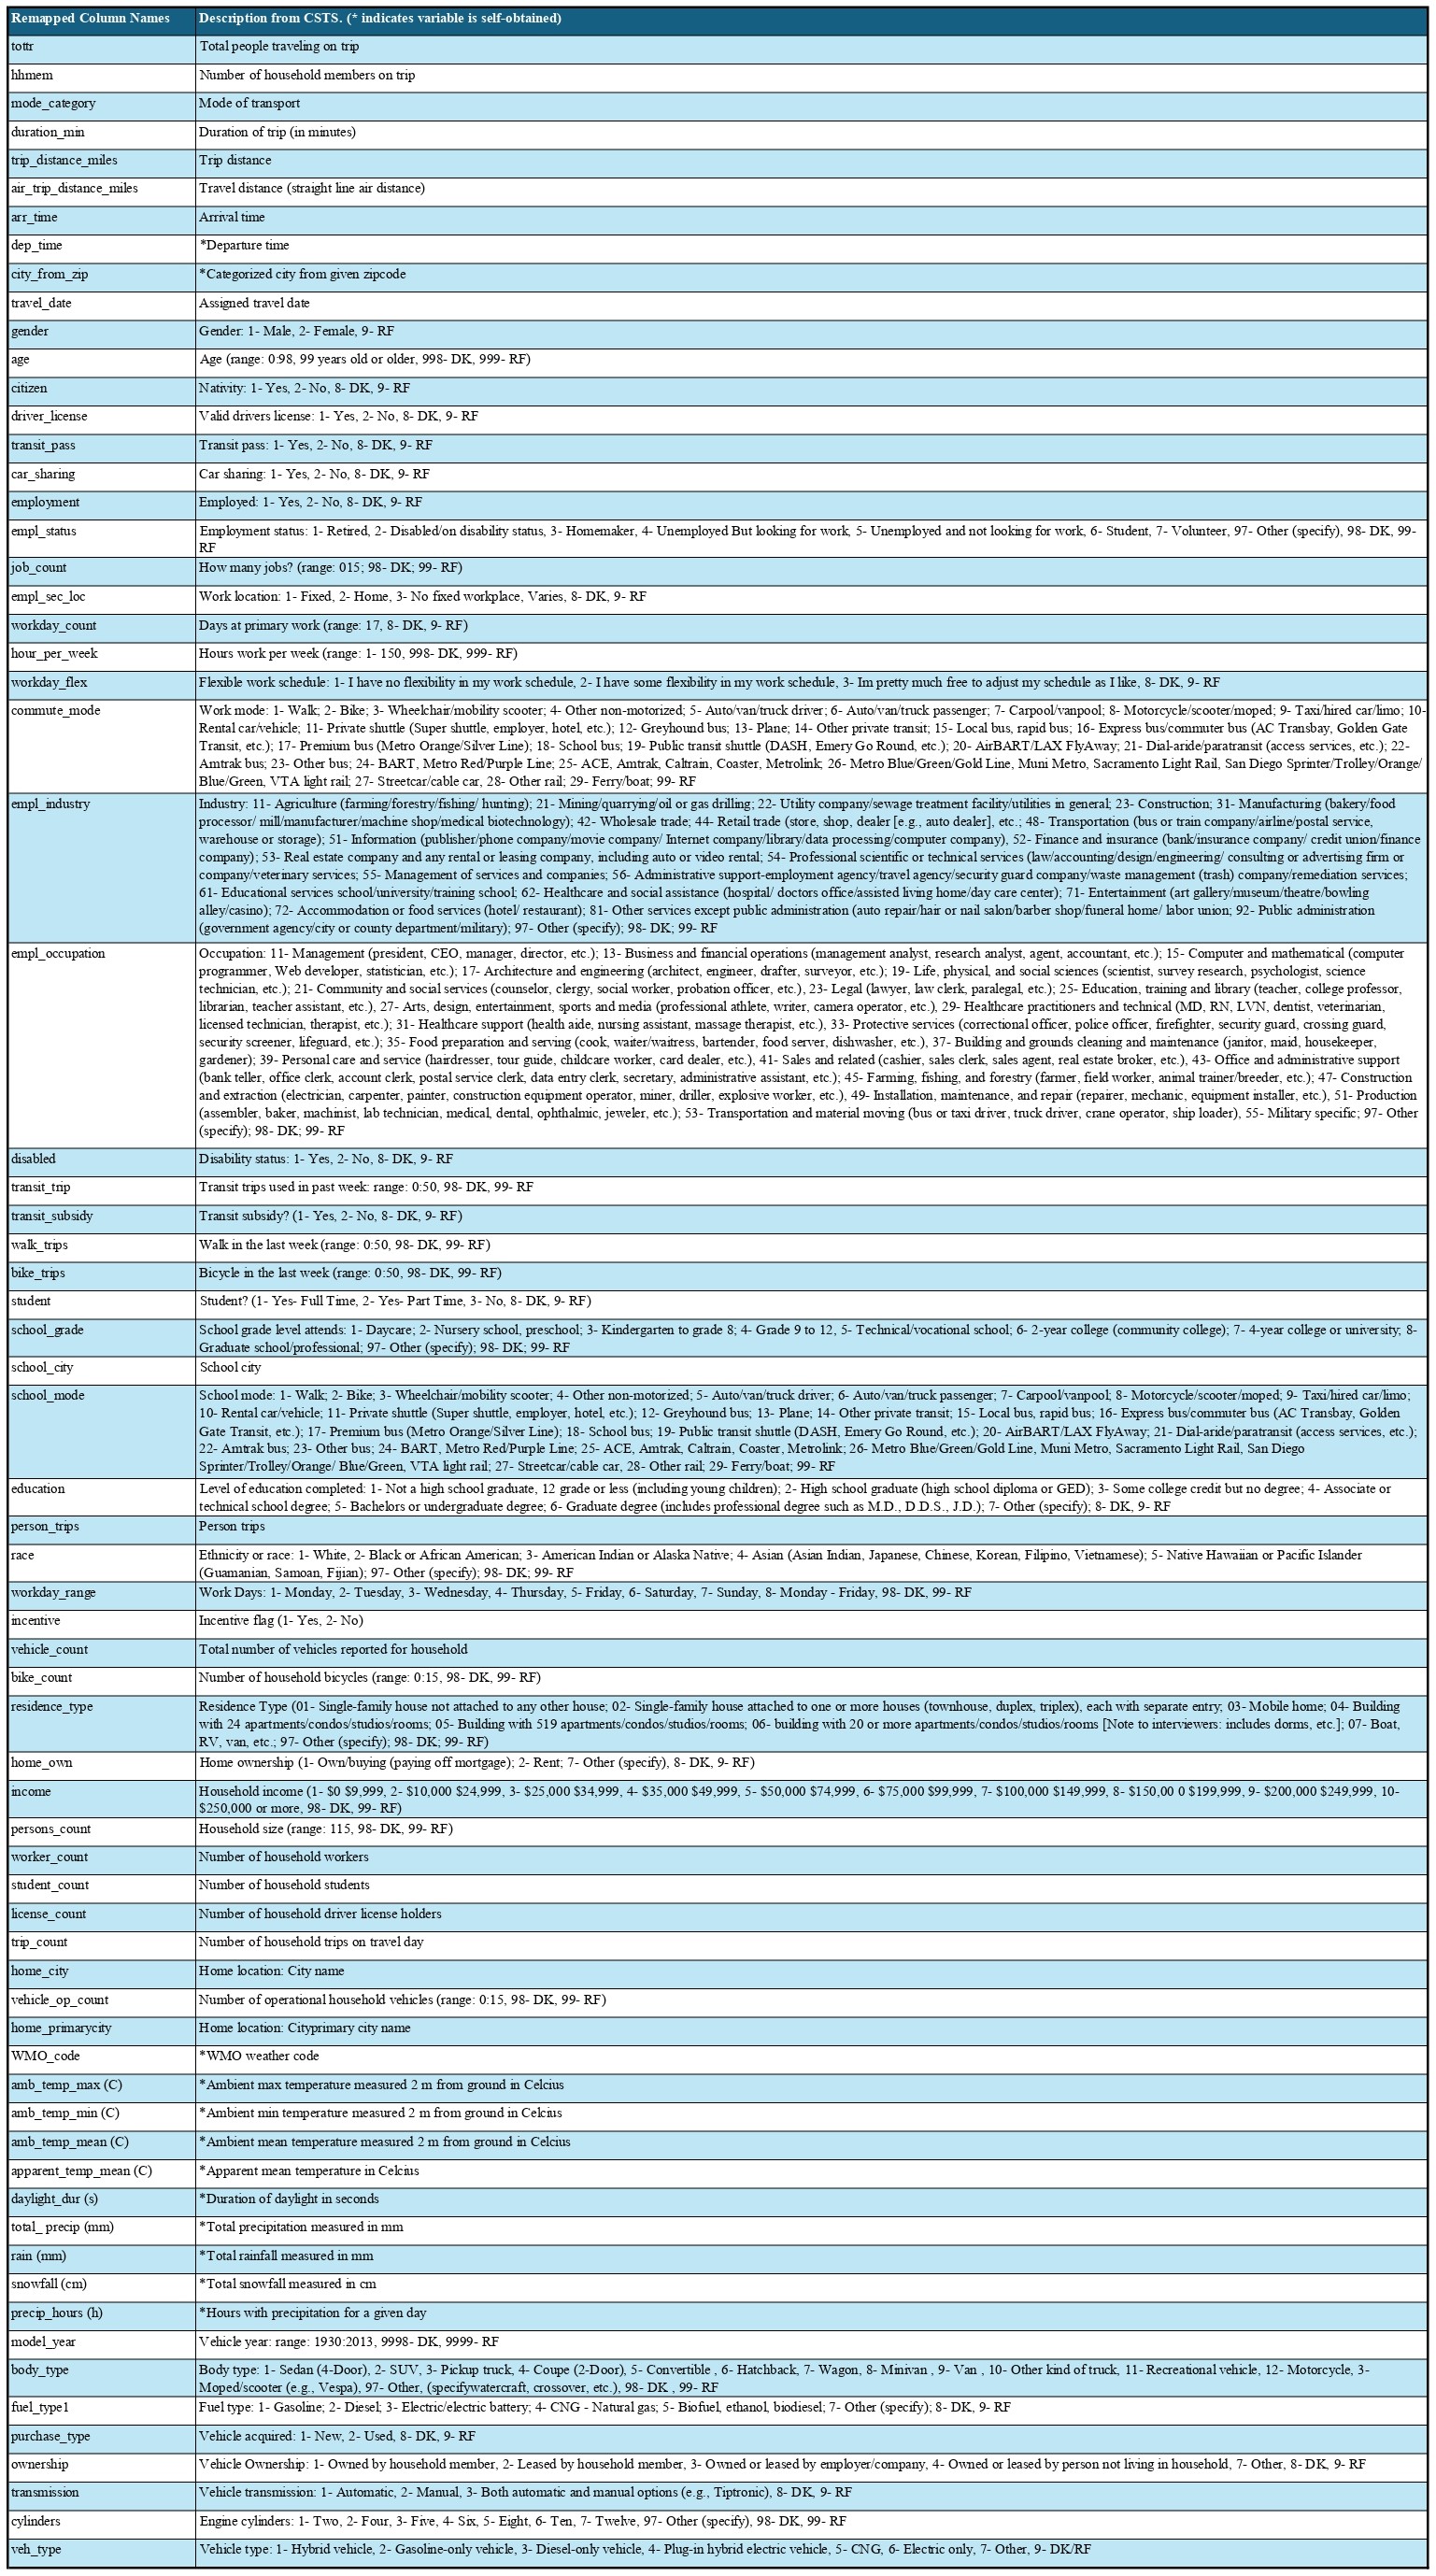 Remapped Column Names Description from CSTS. (* indicates variable is self-obtained)
tottr Total people traveling on trip
hhmem Number of household members on trip
mode_category Mode of transport
duration_min Duration of trip (in minutes)
trip_distance_miles Trip distance
air_trip_distance_miles Travel distance (straight line air distance)
arr_time Arrival time
dep_time *Departure time
city_from_zip *Categorized city from given zipcode
travel_date Assigned travel date
gender Gender: 1- Male, 2- Female, 9- RF
age Age (range: 0:98, 99 years old or older, 998- DK, 999- RF)
citizen Nativity: 1- Yes, 2- No, 8- DK, 9- RF
driver_license Valid drivers license: 1- Yes, 2- No, 8- DK, 9- RF
transit_pass Transit pass: 1- Yes, 2- No, 8- DK, 9- RF
car_sharing Car sharing: 1- Yes, 2- No, 8- DK, 9- RF
employment Employed: 1- Yes, 2- No, 8- DK, 9- RF
empl_status Employment status: 1- Retired, 2- Disabled/on disability status, 3- Homemaker, 4- Unemployed But looking for work, 5- Unemployed and not looking for work, 6- Student, 7- Volunteer, 97- Other (specify), 98- DK, 99-
RF
job_count How many jobs? (range: 015; 98- DK; 99- RF)
empl_sec_loc Work location: 1- Fixed, 2- Home, 3- No fixed workplace, Varies, 8- DK, 9- RF
workday_count Days at primary work (range: 17, 8- DK, 9- RF)
hour_per_week Hours work per week (range: 1- 150, 998- DK, 999- RF)
workday_flex Flexible work schedule: 1- I have no flexibility in my work schedule, 2- I have some flexibility in my work schedule, 3- Im pretty much free to adjust my schedule as I like, 8- DK, 9- RF
commute_mode Work mode: 1- Walk; 2- Bike; 3- Wheelchair/mobility scooter; 4- Other non-motorized; 5- Auto/van/truck driver; 6- Auto/van/truck passenger; 7- Carpool/vanpool; 8- Motorcycle/scooter/moped; 9- Taxi/hired car/limo; 10-
Rental car/vehicle; 11- Private shuttle (Super shuttle, employer, hotel, etc.); 12- Greyhound bus; 13- Plane; 14- Other private transit; 15- Local bus, rapid bus; 16- Express bus/commuter bus (AC Transbay, Golden Gate
Transit, etc.); 17- Premium bus (Metro Orange/Silver Line); 18- School bus; 19- Public transit shuttle (DASH, Emery Go Round, etc.); 20- AirBART/LAX FlyAway; 21- Dial-aride/paratransit (access services, etc.); 22-
Amtrak bus; 23- Other bus; 24- BART, Metro Red/Purple Line; 25- ACE, Amtrak, Caltrain, Coaster, Metrolink; 26- Metro Blue/Green/Gold Line, Muni Metro, Sacramento Light Rail, San Diego Sprinter/Trolley/Orange/
Blue/Green, VTA light rail; 27- Streetcar/cable car, 28- Other rail; 29- Ferry/boat; 99- RF
empl_industry Industry: 11- Agriculture (farming/forestry/fishing/ hunting); 21- Mining/quarrying/oil or gas drilling; 22- Utility company/sewage treatment facility/utilities in general; 23- Construction; 31- Manufacturing (bakery/food
processor/ mill/manufacturer/machine shop/medical biotechnology); 42- Wholesale trade; 44- Retail trade (store, shop, dealer [e.g., auto dealer], etc.; 48- Transportation (bus or train company/airline/postal service,
warehouse or storage); 51- Information (publisher/phone company/movie company/ Internet company/library/data processing/computer company), 52- Finance and insurance (bank/insurance company/ credit union/finance
company); 53- Real estate company and any rental or leasing company, including auto or video rental; 54- Professional scientific or technical services (law/accounting/design/engineering/ consulting or advertising firm or
company/veterinary services; 55- Management of services and companies; 56- Administrative support-employment agency/travel agency/security guard company/waste management (trash) company/remediation services;
61- Educational services school/university/training school; 62- Healthcare and social assistance (hospital/ doctors office/assisted living home/day care center); 71- Entertainment (art gallery/museum/theatre/bowling
alley/casino); 72- Accommodation or food services (hotel/ restaurant); 81- Other services except public administration (auto repair/hair or nail salon/barber shop/funeral home/ labor union; 92- Public administration
(government agency/city or county department/military); 97- Other (specify); 98- DK; 99- RF
empl_occupation Occupation: 11- Management (president, CEO, manager, director, etc.); 13- Business and financial operations (management analyst, research analyst, agent, accountant, etc.); 15- Computer and mathematical (computer
programmer, Web developer, statistician, etc.); 17- Architecture and engineering (architect, engineer, drafter, surveyor, etc.); 19- Life, physical, and social sciences (scientist, survey research, psychologist, science
technician, etc.); 21- Community and social services (counselor, clergy, social worker, probation officer, etc.), 23- Legal (lawyer, law clerk, paralegal, etc.); 25- Education, training and library (teacher, college professor,
librarian, teacher assistant, etc.), 27- Arts, design, entertainment, sports and media (professional athlete, writer, camera operator, etc.), 29- Healthcare practitioners and technical (MD, RN, LVN, dentist, veterinarian,
licensed technician, therapist, etc.); 31- Healthcare support (health aide, nursing assistant, massage therapist, etc.), 33- Protective services (correctional officer, police officer, firefighter, security guard, crossing guard,
security screener, lifeguard, etc.); 35- Food preparation and serving (cook, waiter/waitress, bartender, food server, dishwasher, etc.), 37- Building and grounds cleaning and maintenance (janitor, maid, housekeeper,
gardener); 39- Personal care and service (hairdresser, tour guide, childcare worker, card dealer, etc.), 41- Sales and related (cashier, sales clerk, sales agent, real estate broker, etc.), 43- Office and administrative support
(bank teller, office clerk, account clerk, postal service clerk, data entry clerk, secretary, administrative assistant, etc.); 45- Farming, fishing, and forestry (farmer, field worker, animal trainer/breeder, etc.); 47- Construction
and extraction (electrician, carpenter, painter, construction equipment operator, miner, driller, explosive worker, etc.), 49- Installation, maintenance, and repair (repairer, mechanic, equipment installer, etc.), 51- Production
(assembler, baker, machinist, lab technician, medical, dental, ophthalmic, jeweler, etc.); 53- Transportation and material moving (bus or taxi driver, truck driver, crane operator, ship loader), 55- Military specific; 97- Other
(specify); 98- DK; 99- RF
disabled Disability status: 1- Yes, 2- No, 8- DK, 9- RF
transit_trip Transit trips used in past week: range: 0:50, 98- DK, 99- RF
transit_subsidy Transit subsidy? (1- Yes, 2- No, 8- DK, 9- RF)
walk_trips Walk in the last week (range: 0:50, 98- DK, 99- RF)
bike_trips Bicycle in the last week (range: 0:50, 98- DK, 99- RF)
student Student? (1- Yes- Full Time, 2- Yes- Part Time, 3- No, 8- DK, 9- RF)
school_grade School grade level attends: 1- Daycare; 2- Nursery school, preschool; 3- Kindergarten to grade 8; 4- Grade 9 to 12, 5- Technical/vocational school; 6- 2-year college (community college); 7- 4-year college or university; 8-
Graduate school/professional; 97- Other (specify); 98- DK; 99- RF
school_city School city
school_mode School mode: 1- Walk; 2- Bike; 3- Wheelchair/mobility scooter; 4- Other non-motorized; 5- Auto/van/truck driver; 6- Auto/van/truck passenger; 7- Carpool/vanpool; 8- Motorcycle/scooter/moped; 9- Taxi/hired car/limo;
10- Rental car/vehicle; 11- Private shuttle (Super shuttle, employer, hotel, etc.); 12- Greyhound bus; 13- Plane; 14- Other private transit; 15- Local bus, rapid bus; 16- Express bus/commuter bus (AC Transbay, Golden
Gate Transit, etc.); 17- Premium bus (Metro Orange/Silver Line); 18- School bus; 19- Public transit shuttle (DASH, Emery Go Round, etc.); 20- AirBART/LAX FlyAway; 21- Dial-aride/paratransit (access services, etc.);
22- Amtrak bus; 23- Other bus; 24- BART, Metro Red/Purple Line; 25- ACE, Amtrak, Caltrain, Coaster, Metrolink; 26- Metro Blue/Green/Gold Line, Muni Metro, Sacramento Light Rail, San Diego
Sprinter/Trolley/Orange/ Blue/Green, VTA light rail; 27- Streetcar/cable car, 28- Other rail; 29- Ferry/boat; 99- RF
education Level of education completed: 1- Not a high school graduate, 12 grade or less (including young children); 2- High school graduate (high school diploma or GED); 3- Some college credit but no degree; 4- Associate or
technical school degree; 5- Bachelors or undergraduate degree; 6- Graduate degree (includes professional degree such as M.D., D.D.S., J.D.); 7- Other (specify); 8- DK, 9- RF
person_trips Person trips
race Ethnicity or race: 1- White, 2- Black or African American; 3- American Indian or Alaska Native; 4- Asian (Asian Indian, Japanese, Chinese, Korean, Filipino, Vietnamese); 5- Native Hawaiian or Pacific Islander
(Guamanian, Samoan, Fijian); 97- Other (specify); 98- DK; 99- RF
workday_range Work Days: 1- Monday, 2- Tuesday, 3- Wednesday, 4- Thursday, 5- Friday, 6- Saturday, 7- Sunday, 8- Monday - Friday, 98- DK, 99- RF
incentive Incentive flag (1- Yes, 2- No)
vehicle_count Total number of vehicles reported for household
bike_count Number of household bicycles (range: 0:15, 98- DK, 99- RF)
residence_type Residence Type (01- Single-family house not attached to any other house; 02- Single-family house attached to one or more houses (townhouse, duplex, triplex), each with separate entry; 03- Mobile home; 04- Building
with 24 apartments/condos/studios/rooms; 05- Building with 519 apartments/condos/studios/rooms; 06- building with 20 or more apartments/condos/studios/rooms [Note to interviewers: includes dorms, etc.]; 07- Boat,
RV, van, etc.; 97- Other (specify); 98- DK; 99- RF)
home_own Home ownership (1- Own/buying (paying off mortgage); 2- Rent; 7- Other (specify), 8- DK, 9- RF)
income Household income (1- $0 $9,999, 2- $10,000 $24,999, 3- $25,000 $34,999, 4- $35,000 $49,999, 5- $50,000 $74,999, 6- $75,000 $99,999, 7- $100,000 $149,999, 8- $150,00 0 $199,999, 9- $200,000 $249,999, 10-
$250,000 or more, 98- DK, 99- RF)
persons_count Household size (range: 115, 98- DK, 99- RF)
worker_count Number of household workers
student_count Number of household students
license_count Number of household driver license holders
trip_count Number of household trips on travel day
home_city Home location: City name
vehicle_op_count Number of operational household vehicles (range: 0:15, 98- DK, 99- RF)
home_primarycity Home location: Cityprimary city name
WMO_code *WMO weather code
amb_temp_max (C) *Ambient max temperature measured 2 m from ground in Celcius
amb_temp_min (C) *Ambient min temperature measured 2 m from ground in Celcius
amb_temp_mean (C) *Ambient mean temperature measured 2 m from ground in Celcius
apparent_temp_mean (C) *Apparent mean temperature in Celcius
daylight_dur (s) *Duration of daylight in seconds
total_ precip (mm) *Total precipitation measured in mm
rain (mm) *Total rainfall measured in mm
snowfall (cm) *Total snowfall measured in cm
precip_hours (h) *Hours with precipitation for a given day
model_year Vehicle year: range: 1930:2013, 9998- DK, 9999- RF
body_type Body type: 1- Sedan (4-Door), 2- SUV, 3- Pickup truck, 4- Coupe (2-Door), 5- Convertible , 6- Hatchback, 7- Wagon, 8- Minivan , 9- Van , 10- Other kind of truck, 11- Recreational vehicle, 12- Motorcycle, 3-
Moped/scooter (e.g., Vespa), 97- Other, (specifywatercraft, crossover, etc.), 98- DK , 99- RF
fuel_type1 Fuel type: 1- Gasoline; 2- Diesel; 3- Electric/electric battery; 4- CNG - Natural gas; 5- Biofuel, ethanol, biodiesel; 7- Other (specify); 8- DK, 9- RF
purchase_type Vehicle acquired: 1- New, 2- Used, 8- DK, 9- RF
ownership Vehicle Ownership: 1- Owned by household member, 2- Leased by household member, 3- Owned or leased by employer/company, 4- Owned or leased by person not living in household, 7- Other, 8- DK, 9- RF
transmission Vehicle transmission: 1- Automatic, 2- Manual, 3- Both automatic and manual options (e.g., Tiptronic), 8- DK, 9- RF
cylinders Engine cylinders: 1- Two, 2- Four, 3- Five, 4- Six, 5- Eight, 6- Ten, 7- Twelve, 97- Other (specify), 98- DK, 99- RF
veh_type Vehicle type: 1- Hybrid vehicle, 2- Gasoline-only vehicle, 3- Diesel-only vehicle, 4- Plug-in hybrid electric vehicle, 5- CNG, 6- Electric only, 7- Other, 9- DK/RF